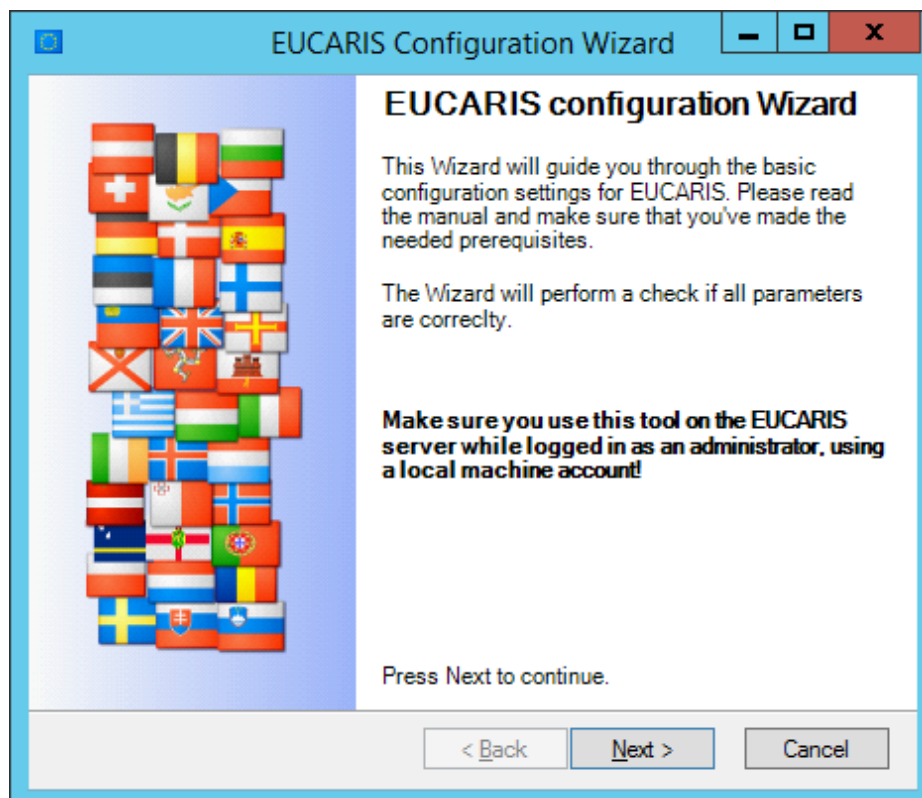 EUCARIS Configuration Wizard
EUCARIS configuration Wizard
This Wizard will guide you through the basic
configuration settings for EUCARIS. Please read
the manual and make sure that you've made the
needed prerequisites.
The Wizard will perform a check if all parameters
are correclty.
Make sure you use this tool on the EUCARIS
server while logged in as an administrator, using
a local machine account!
Press Next to continue.
< Back Next > Cancel